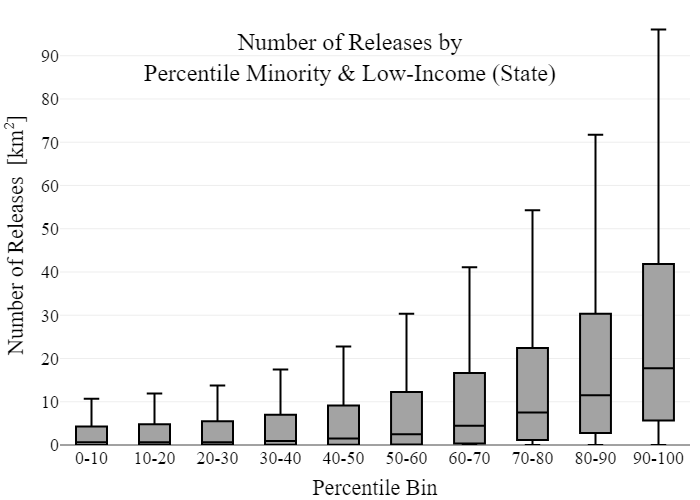 Number of Releases by
Percentile Minority & Low-Income (State)
Number of Releases [km²]
90
80
70
60
50
40
30
20
10
0
0-10 10-20 20-30 30-40 40-50 50-60 60-70 70-80 80-90 90-100
Percentile Bin